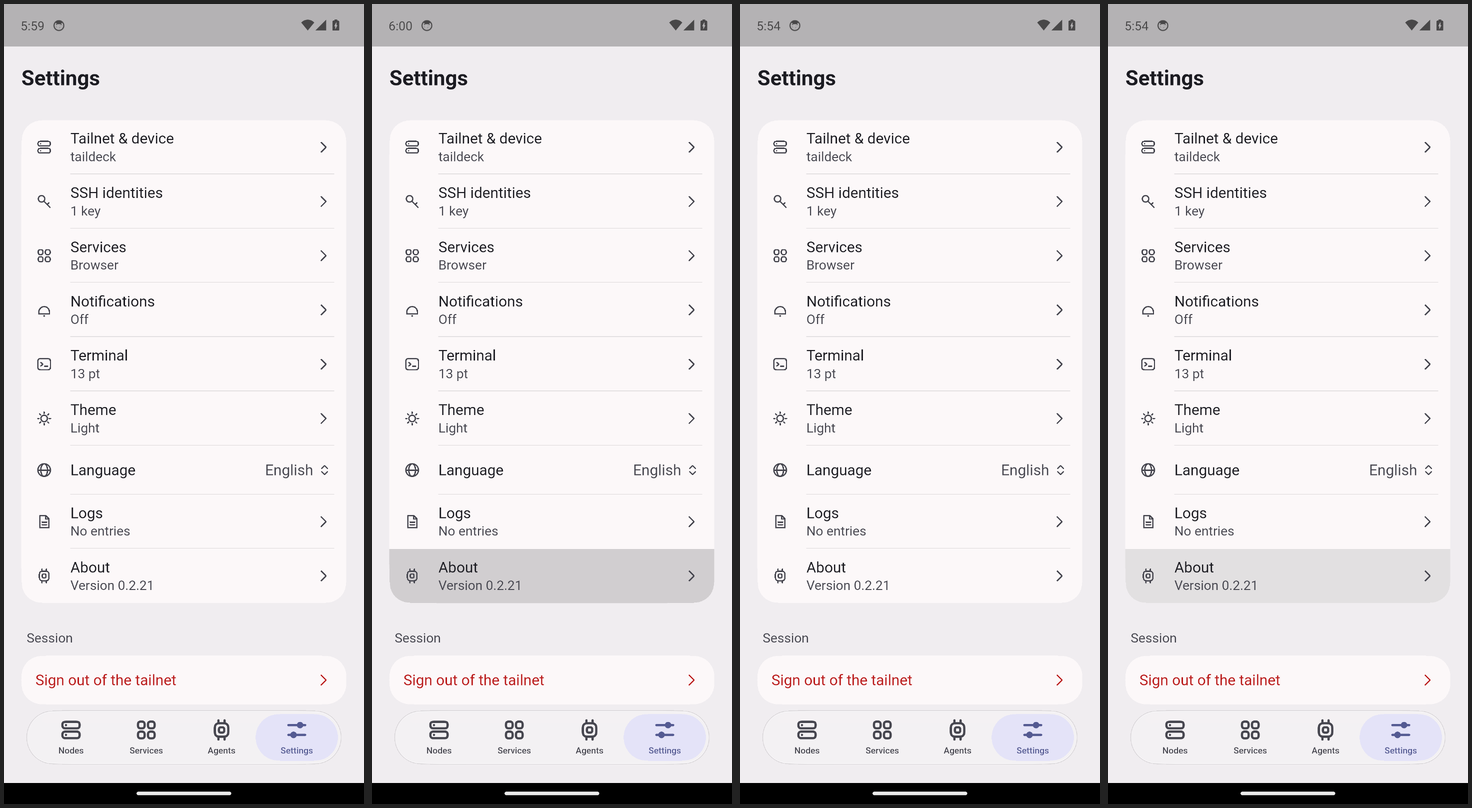 5:59
Settings
Tailnet & device
taildeck
SSH identities
1 key
Services
Browser
Notifications
Off
Terminal
13 pt
Theme
Light
Language English
Logs
No entries
About
Version 0.2.21
Session
Sign out of the tailnet
Nodes Services Agents Settings
6:00
Settings
Tailnet & device
taildeck
SSH identities
1 key
Services
Browser
Notifications
Off
Terminal
13 pt
Theme
Light
Language English
Logs
No entries
About
Version 0.2.21
Session
Sign out of the tailnet
Nodes Services Agents Settings
5:54
Settings
Tailnet & device
taildeck
SSH identities
1 key
Services
Browser
Notifications
Off
Terminal
13 pt
Theme
Light
Language English
Logs
No entries
About
Version 0.2.21
Session
Sign out of the tailnet
Nodes Services Agents Settings
5:54
Settings
Tailnet & device
taildeck
SSH identities
1 key
Services
Browser
Notifications
Off
Terminal
13 pt
Theme
Light
Language English
Logs
No entries
About
Version 0.2.21
Session
Sign out of the tailnet
Nodes Services Agents Settings